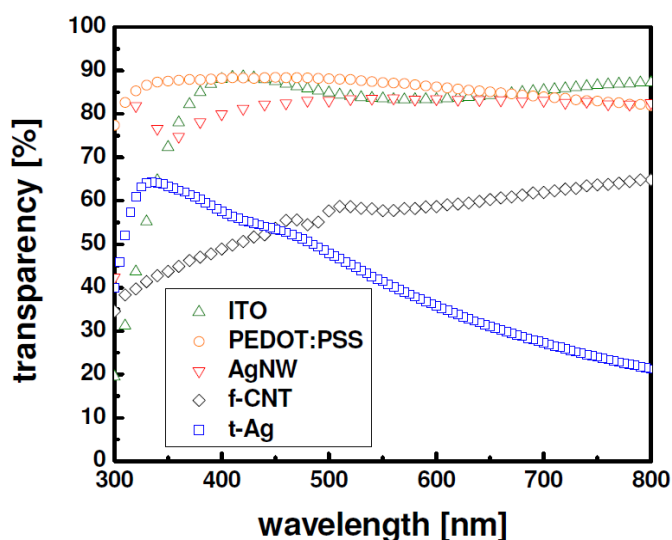 transparency [%]
100
90
80
70
60
50
40
30
20
10
0
ITO
PEDOT:PSS
AgNW
f-CNT
t-Ag
300 400 500 600 700 800
wavelength [nm]